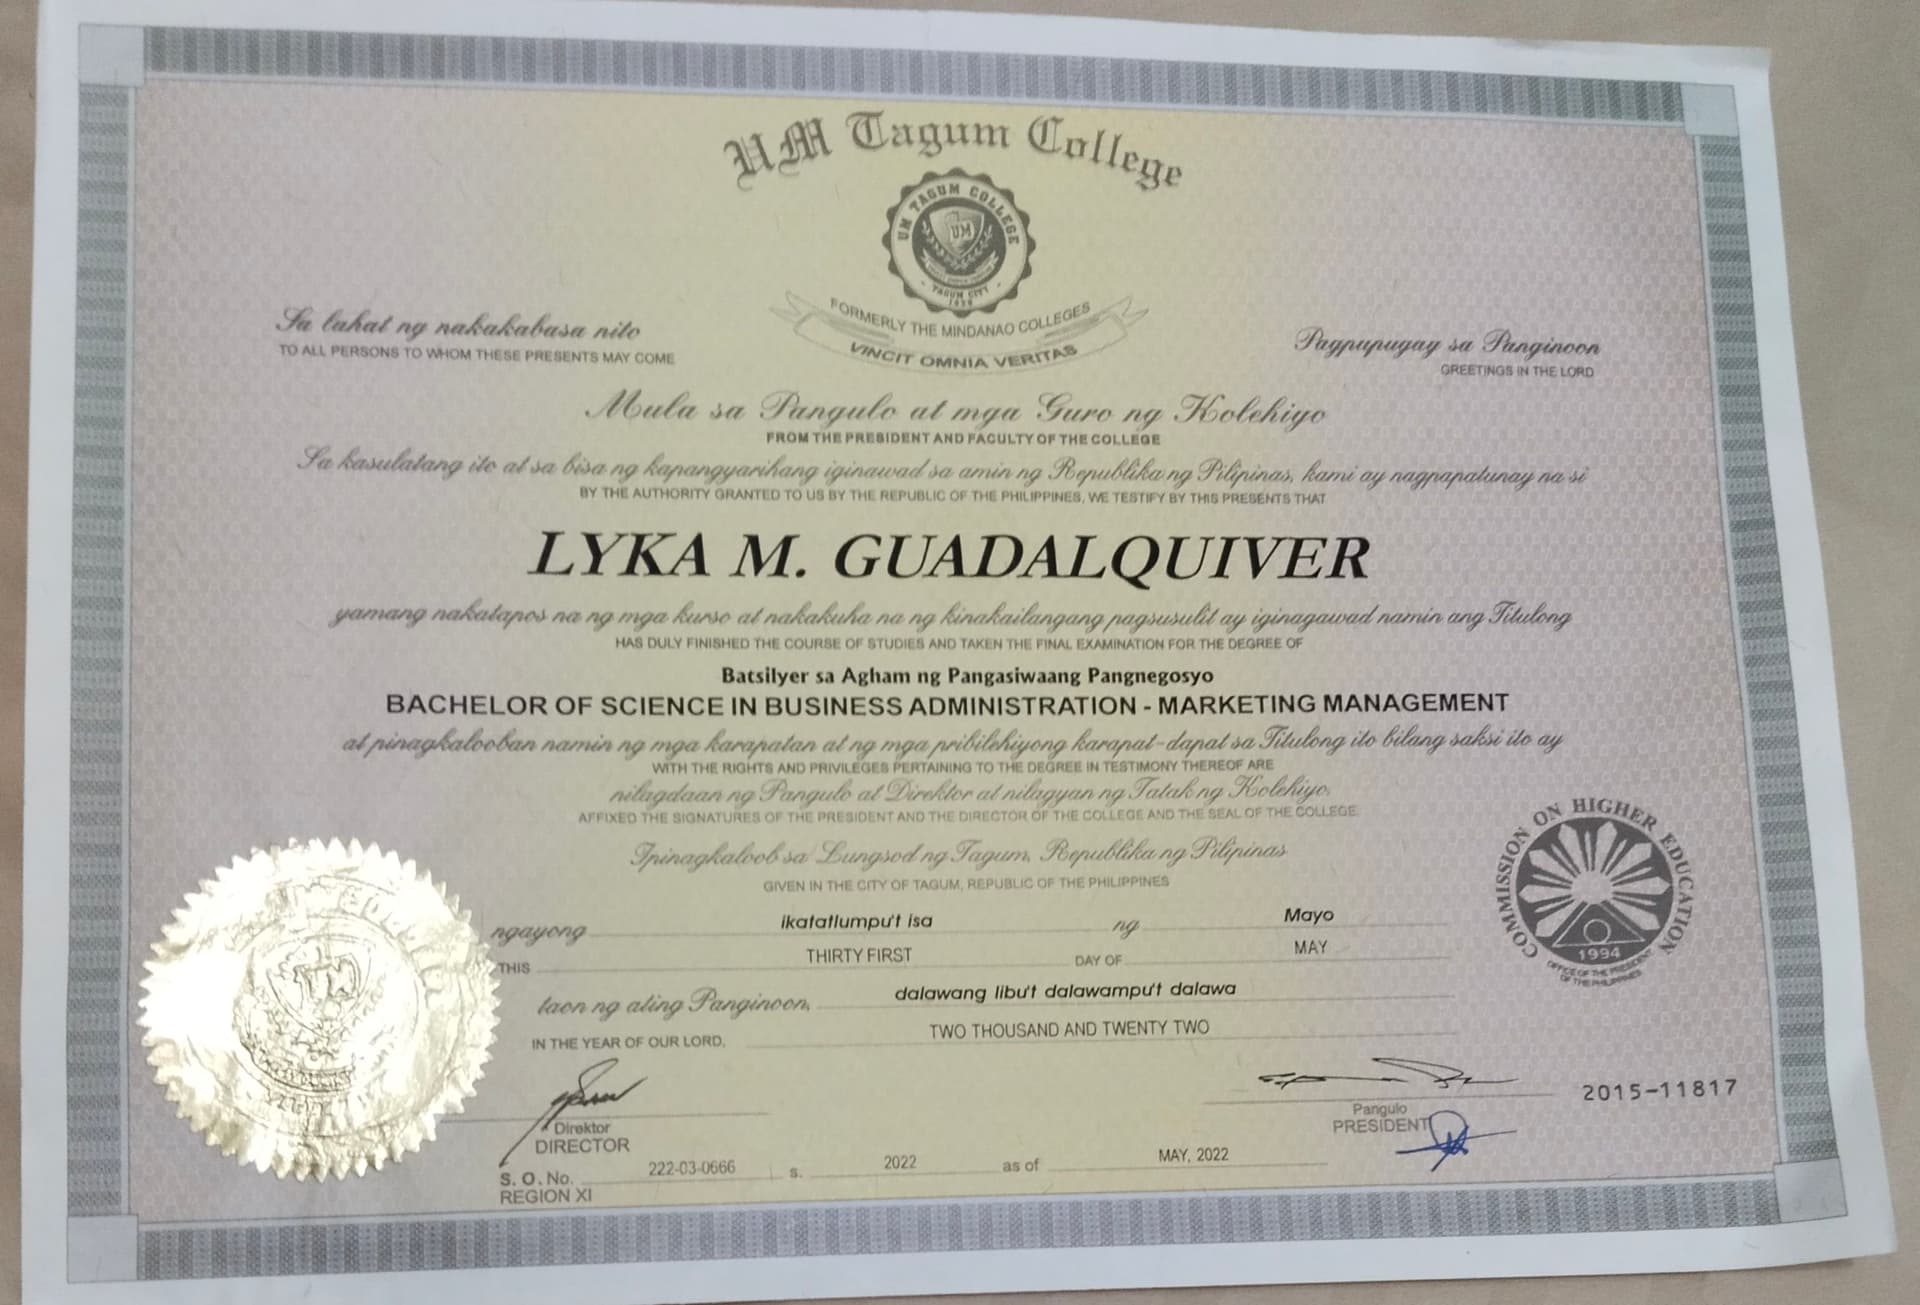 UM Tagum College
UM TAGUM COLLEGE
UM
TAGUM CITY
FORMERLY THE MINDANAO COLLEGES
VINCIT OMNIA VERITAS
Sa lahat ng nakakabasa nito
TO ALL PERSONS TO WHOM THESE PRESENTS MAY COME
Pagpupugay sa Panginoon
GREETINGS IN THE LORD
Mula sa Pangulo at mga Guro ng Kolehiyo
FROM THE PRESIDENT AND FACULTY OF THE COLLEGE
Sa kasulatang ito at sa bisa ng kapangyarihang iginawad sa amin ng Republika ng Pilipinas, kami ay nagpapatunay na si
BY THE AUTHORITY GRANTED TO US BY THE REPUBLIC OF THE PHILIPPINES, WE TESTIFY BY THIS PRESENTS THAT
LYKA M. GUADALQUIVER
yamang nakatapos na ng mga kurso at nakakuha na ng kinakailangang pagsusulit ay iginagawad namin ang Titulong
HAS DULY FINISHED THE COURSE OF STUDIES AND TAKEN THE FINAL EXAMINATION FOR THE DEGREE OF
Batsilyer sa Agham ng Pangasiwaang Pangnegosyo
BACHELOR OF SCIENCE IN BUSINESS ADMINISTRATION - MARKETING MANAGEMENT
at pinagkalooban namin ng mga karapatan at ng mga pribilehiyong karapat-dapat sa Titulong ito bilang saksi ito ay
WITH THE RIGHTS AND PRIVILEGES PERTAINING TO THE DEGREE IN TESTIMONY THEREOF ARE
nilagdaan ng Pangulo at Direktor at nilagyan ng Tatak ng Kolehiyo.
AFFIXED THE SIGNATURES OF THE PRESIDENT AND THE DIRECTOR OF THE COLLEGE AND THE SEAL OF THE COLLEGE.
Ipinagkaloob sa Lungsod ng Tagum, Republika ng Pilipinas
GIVEN IN THE CITY OF TAGUM, REPUBLIC OF THE PHILIPPINES
COMMISSION ON HIGHER EDUCATION
1994
OFFICE OF THE PRESIDENT
OF THE PHILIPPINES
ngayong ikatatlumpu't isa ng Mayo
THIS THIRTY FIRST DAY OF MAY
taon ng ating Panginoon, dalawang libu't dalawampu't dalawa
IN THE YEAR OF OUR LORD, TWO THOUSAND AND TWENTY TWO
Direktor
DIRECTOR
Pangulo
PRESIDENT
2015-11817
S. O. No. 222-03-0666 s. 2022 as of MAY, 2022
REGION XI